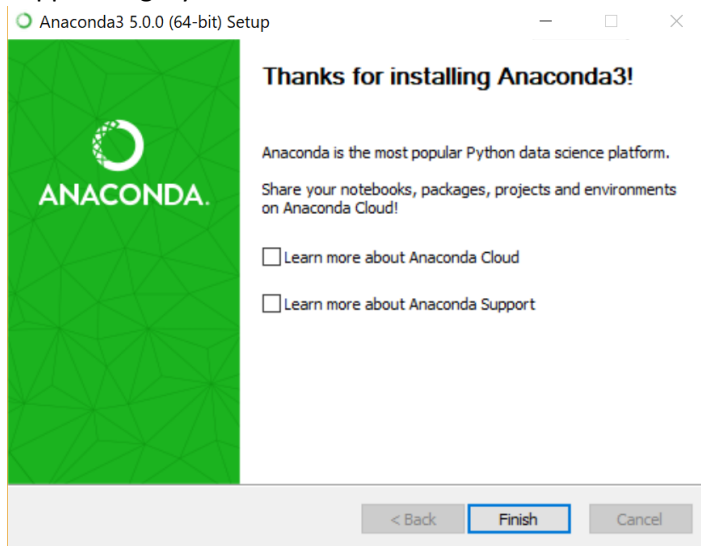 Anaconda3 5.0.0 (64-bit) Setup
Thanks for installing Anaconda3!
ANACONDA.
Anaconda is the most popular Python data science platform.
Share your notebooks, packages, projects and environments
on Anaconda Cloud!
Learn more about Anaconda Cloud
Learn more about Anaconda Support
< Back Finish Cancel